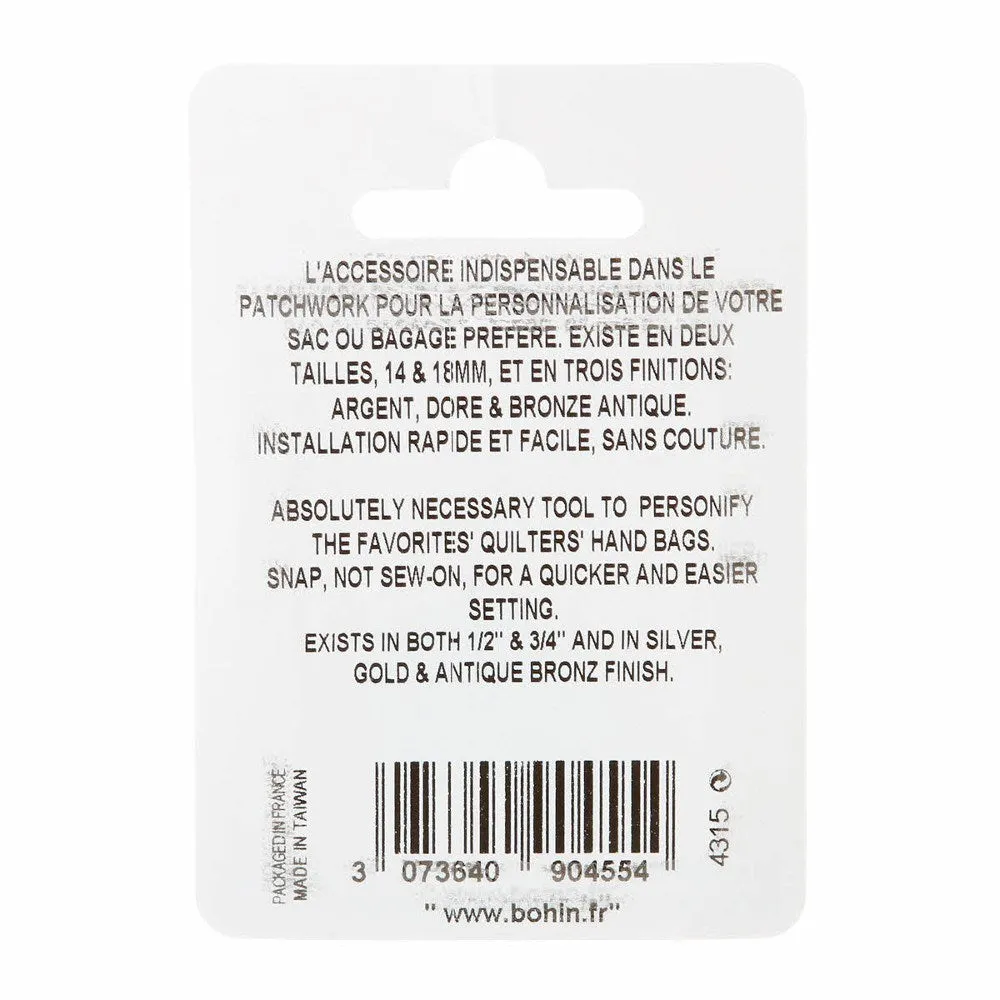 L'ACCESSOIRE INDISPENSABLE DANS LE
PATCHWORK POUR LA PERSONNALISATION DE VOTRE
SAC OU BAGAGE PREFERE. EXISTE EN DEUX
TAILLES, 14 & 18MM, ET EN TROIS FINITIONS:
ARGENT, DORE & BRONZE ANTIQUE.
INSTALLATION RAPIDE ET FACILE, SANS COUTURE.
ABSOLUTELY NECESSARY TOOL TO PERSONIFY
THE FAVORITES' QUILTERS' HAND BAGS.
SNAP, NOT SEW-ON, FOR A QUICKER AND EASIER
SETTING.
EXISTS IN BOTH 1/2" & 3/4" AND IN SILVER,
GOLD & ANTIQUE BRONZ FINISH.
PACKAGED IN FRANCE
MADE IN TAIWAN
3 073640 904554
4315
" www.bohin.fr"